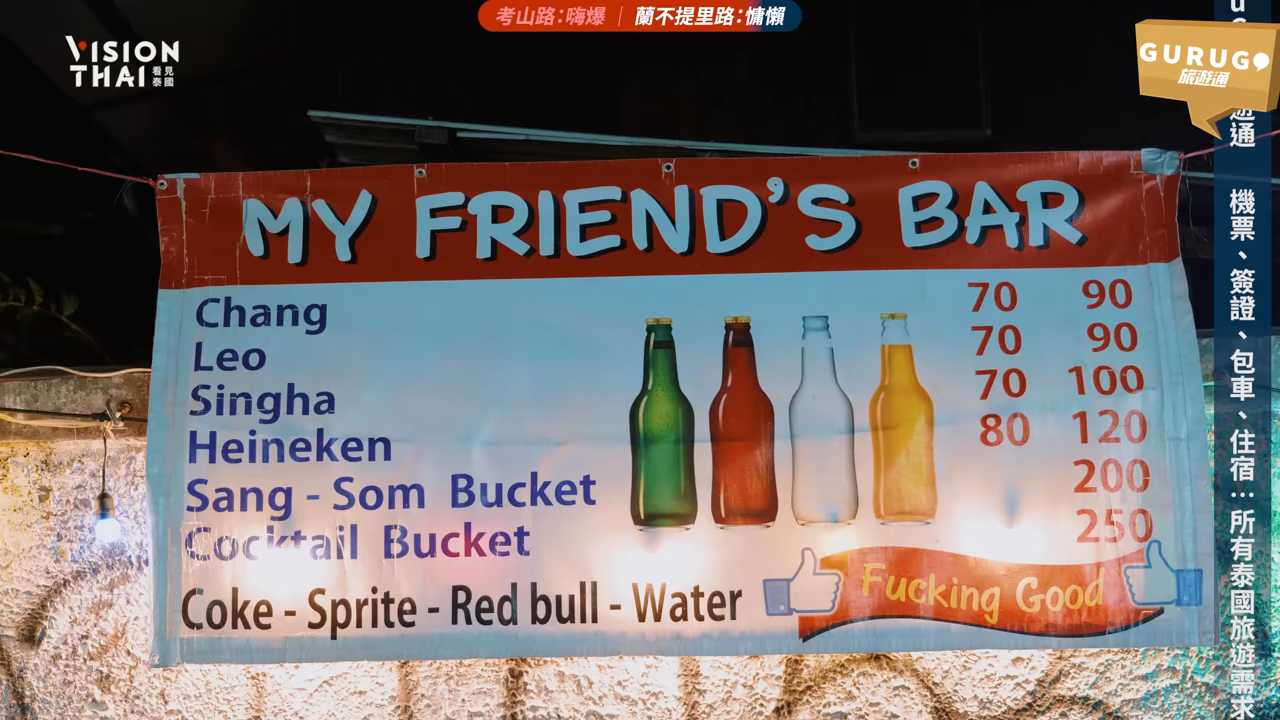 考山路：嗨爆｜蘭不提里路：慵懶
VISION
THAI 看見泰國
GURUGO
旅遊通
遊通 機票、簽證、包車、住宿…所有泰國旅遊需求
MY FRIEND'S BAR
Chang 70 90
Leo 70 90
Singha 70 100
Heineken 80 120
Sang - Som Bucket 200
Cocktail Bucket 250
Coke - Sprite - Red bull - Water
Fucking Good